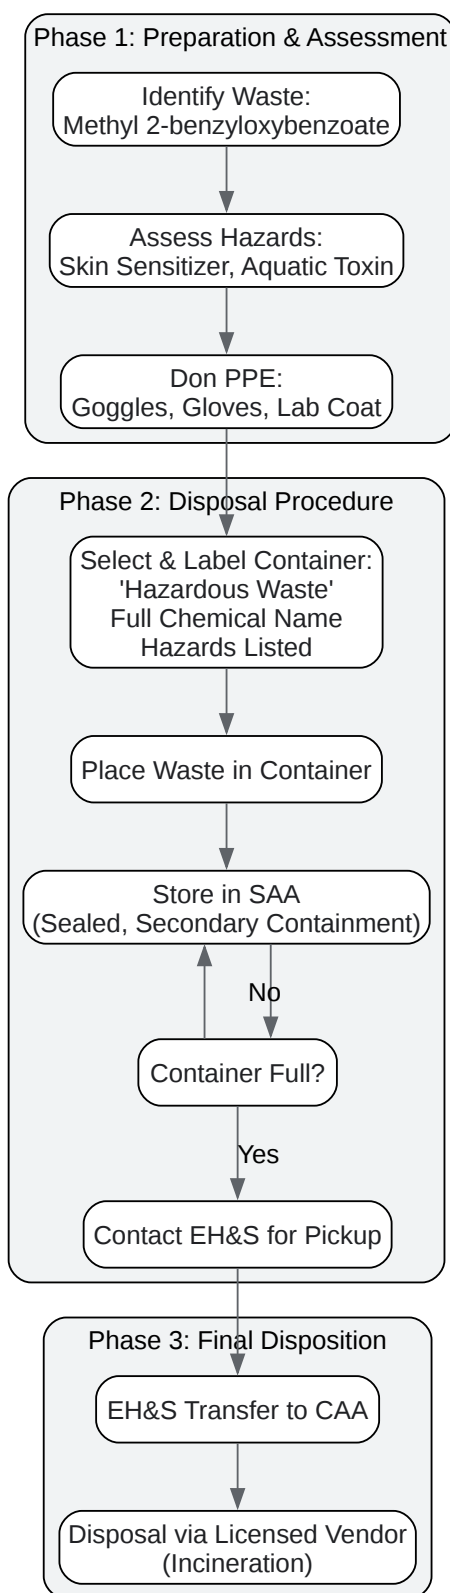 Phase 1: Preparation & Assessment
Identify Waste:
Methyl 2-benzyloxybenzoate
Assess Hazards:
Skin Sensitizer, Aquatic Toxin
Don PPE:
Goggles, Gloves, Lab Coat
Phase 2: Disposal Procedure
Select & Label Container:
'Hazardous Waste'
Full Chemical Name
Hazards Listed
Place Waste in Container
Store in SAA
(Sealed, Secondary Containment)
No
Container Full?
Yes
Contact EH&S for Pickup
Phase 3: Final Disposition
EH&S Transfer to CAA
Disposal via Licensed Vendor
(Incineration)